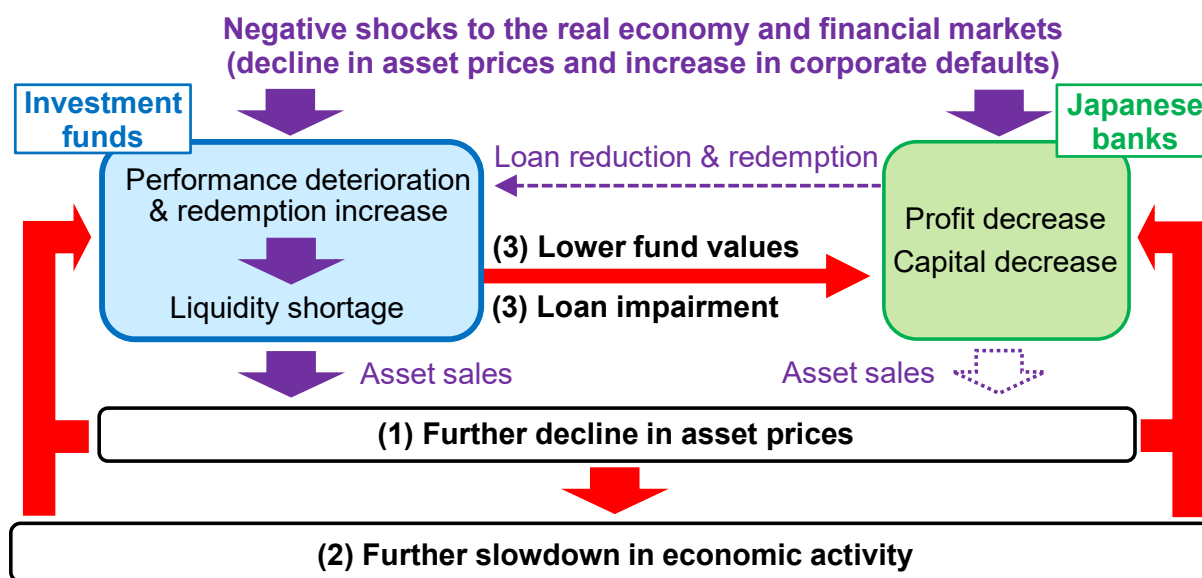 Negative shocks to the real economy and financial markets
(decline in asset prices and increase in corporate defaults)
Investment
funds
Japanese
banks
Loan reduction & redemption
Performance deterioration
& redemption increase
Liquidity shortage
(3) Lower fund values
(3) Loan impairment
Profit decrease
Capital decrease
Asset sales
Asset sales
(1) Further decline in asset prices
(2) Further slowdown in economic activity